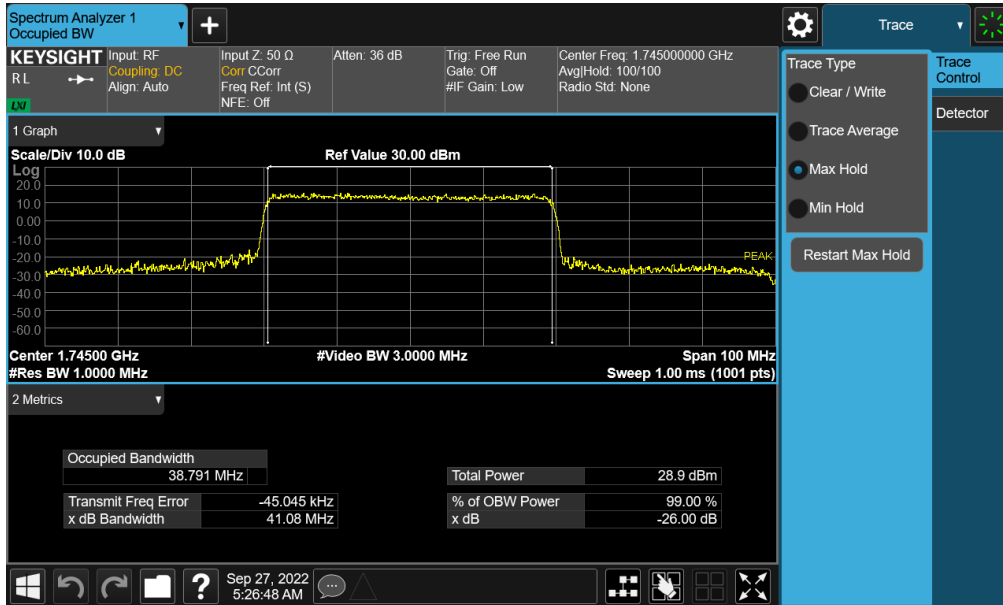 Spectrum Analyzer 1
Occupied BW
+
Trace
KEYSIGHT
R L
LXI
Input: RF
Coupling: DC
Align: Auto
Input Z: 50 Ω
Corr CCorr
Freq Ref: Int (S)
NFE: Off
Atten: 36 dB
Trig: Free Run
Gate: Off
#IF Gain: Low
Center Freq: 1.745000000 GHz
Avg|Hold: 100/100
Radio Std: None
Trace Type
Clear / Write
Trace Average
Max Hold
Min Hold
Restart Max Hold
Trace
Control
Detector
1 Graph
Scale/Div 10.0 dB
Ref Value 30.00 dBm
Log
20.0
10.0
0.00
-10.0
-20.0
-30.0
-40.0
-50.0
-60.0
PEAK
Center 1.74500 GHz
#Video BW 3.0000 MHz
Span 100 MHz
#Res BW 1.0000 MHz
Sweep 1.00 ms (1001 pts)
2 Metrics
Occupied Bandwidth
38.791 MHz
Total Power 28.9 dBm
Transmit Freq Error -45.045 kHz
% of OBW Power 99.00 %
x dB Bandwidth 41.08 MHz
x dB -26.00 dB
?
Sep 27, 2022
5:26:48 AM